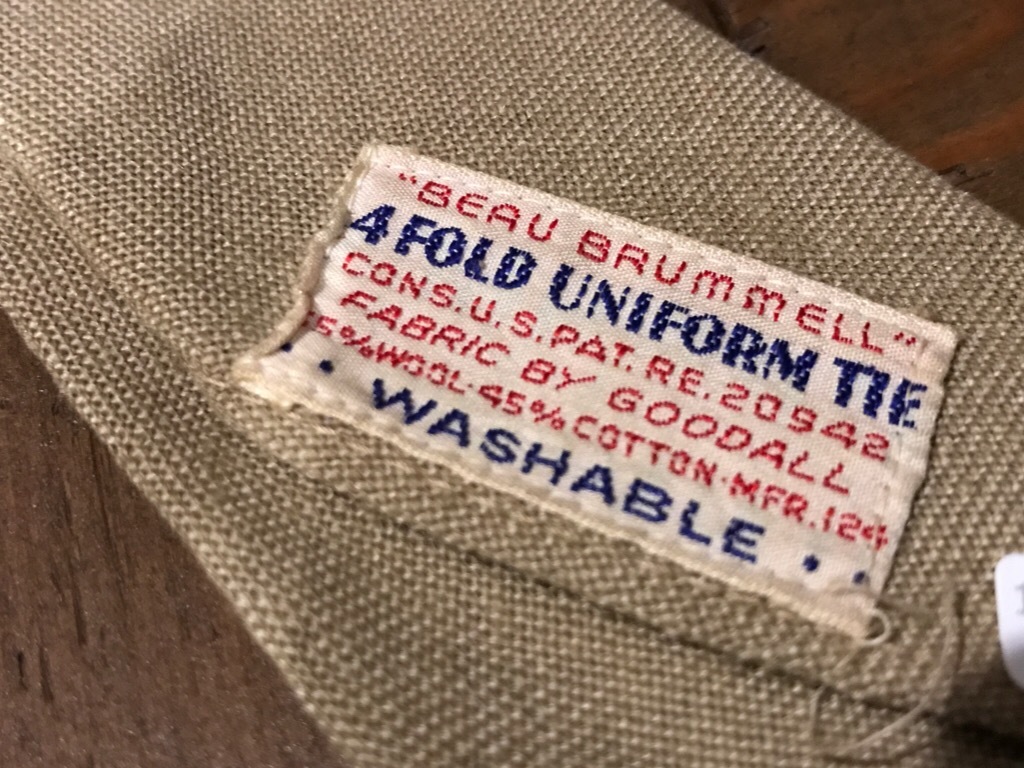 "BEAU BRUMMELL"
4 FOLD UNIFORM TIE
CONS.U.S.PAT.RE.20942
FABRIC BY GOODALL
55%WOOL·45%COTTON·MFR.124
· · WASHABLE · ·